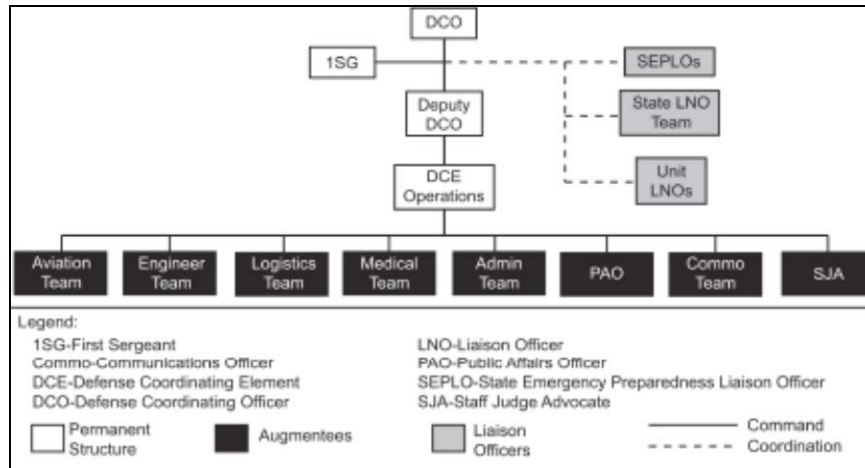 DCO
1SG
SEPLOs
Deputy
DCO
State LNO
Team
DCE
Operations
Unit
LNOs
Aviation
Team
Engineer
Team
Logistics
Team
Medical
Team
Admin
Team
PAO
Commo
Team
SJA
Legend:
1SG-First Sergeant
Commo-Communications Officer
DCE-Defense Coordinating Element
DCO-Defense Coordinating Officer
LNO-Liaison Officer
PAO-Public Affairs Officer
SEPLO-State Emergency Preparedness Liaison Officer
SJA-Staff Judge Advocate
Permanent
Structure
Augmentees
Liaison
Officers
Command
Coordination